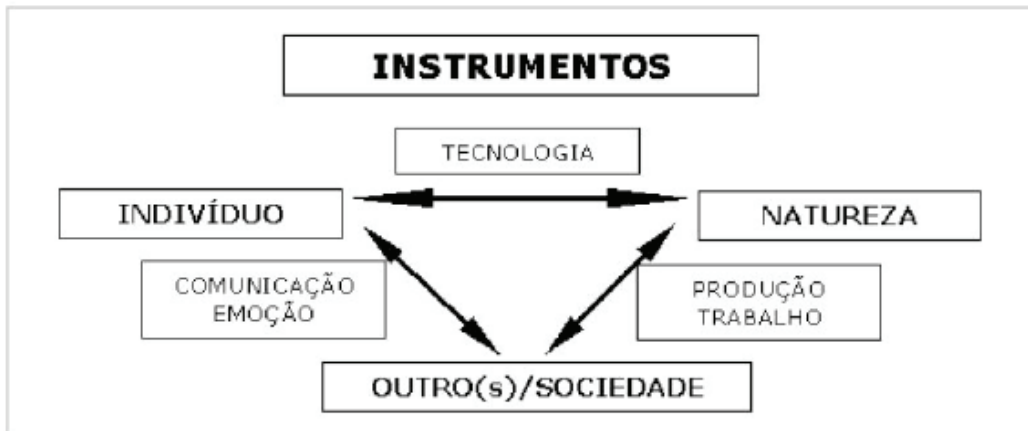 INSTRUMENTOS
TECNOLOGIA
INDIVÍDUO
NATUREZA
COMUNICAÇÃO
EMOÇÃO
PRODUÇÃO
TRABALHO
OUTRO(s)/SOCIEDADE